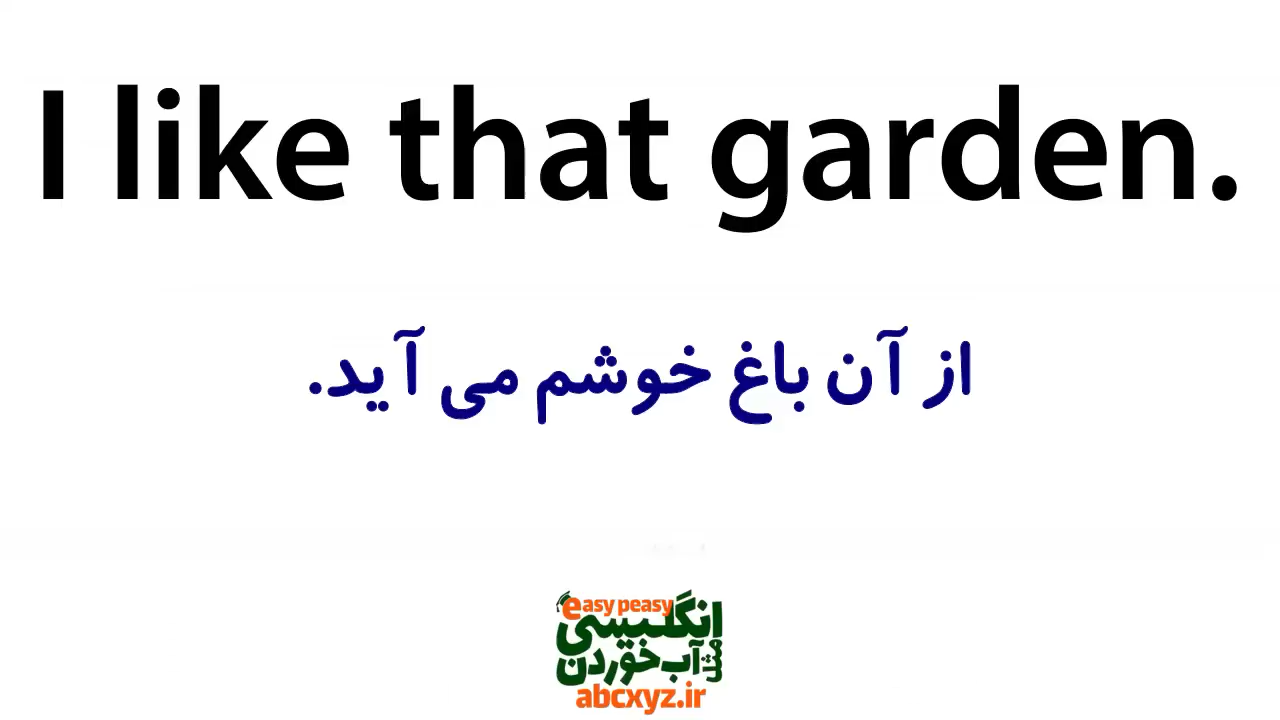 I like that garden.
از آن باغ خوشم می آید.
easy peasy
انگلیسی
مثل آب خوردن
abcxyz.ir